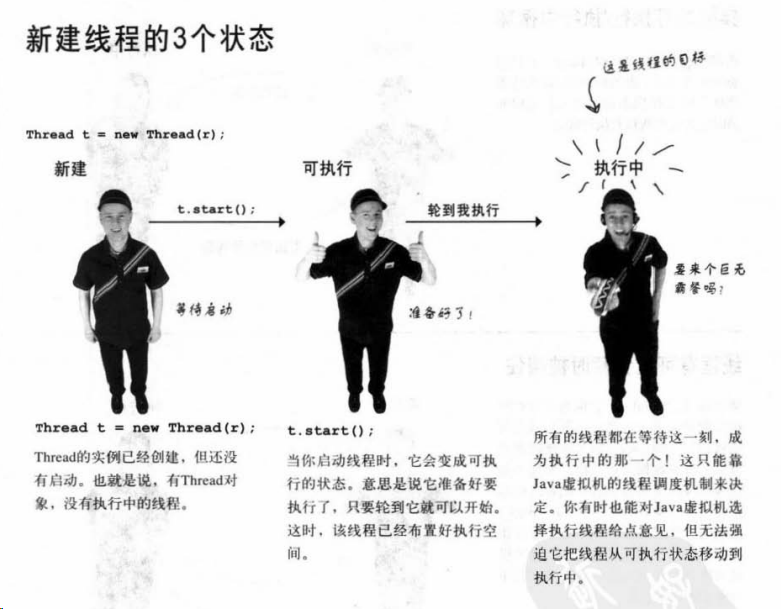 新建线程的3个状态
这是线程的目标
Thread t = new Thread(r);
新建
可执行
执行中
t.start();
轮到我执行
等待启动
准备好了!
要来个巨无
霸餐吗?
Thread t = new Thread(r);
Thread的实例已经创建，但还没
有启动。也就是说，有Thread对
象，没有执行中的线程。
t.start();
当你启动线程时，它会变成可执
行的状态。意思是说它准备好要
执行了，只要轮到它就可以开始。
这时，该线程已经布置好执行空
间。
所有的线程都在等待这一刻，成
为执行中的那一个！这只能靠
Java虚拟机的线程调度机制来决
定。你有时也能对Java虚拟机选
择执行线程给点意见，但无法强
迫它把线程从可执行状态移动到
执行中。